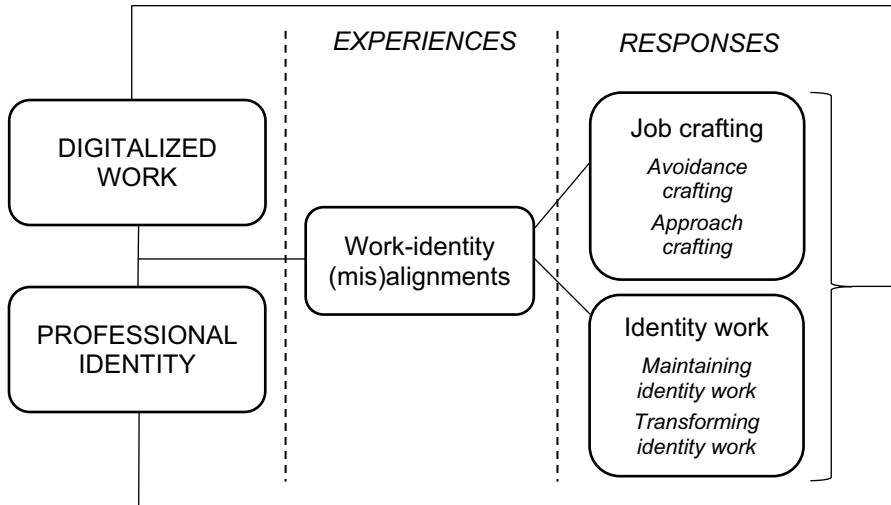 EXPERIENCES
RESPONSES
DIGITALIZED
WORK
PROFESSIONAL
IDENTITY
Work-identity
(mis)alignments
Job crafting
Avoidance
crafting
Approach
crafting
Identity work
Maintaining
identity work
Transforming
identity work